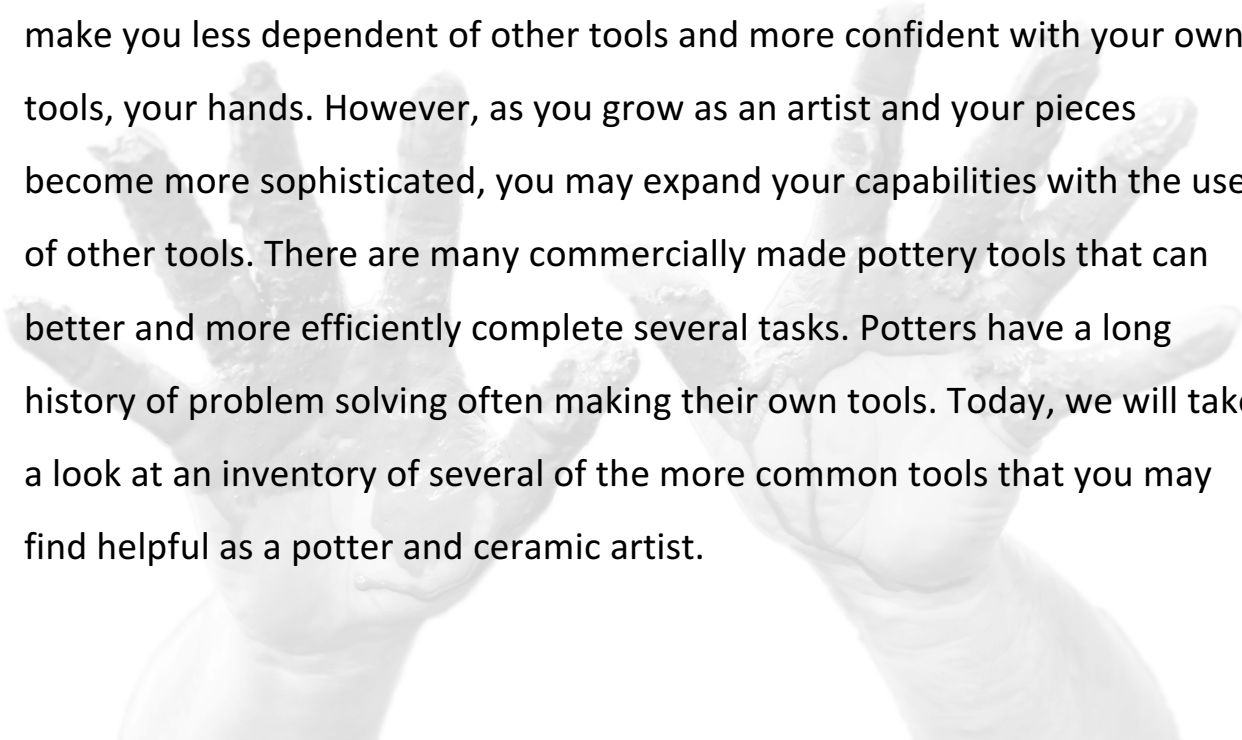 make you less dependent of other tools and more confident with your own
tools, your hands. However, as you grow as an artist and your pieces
become more sophisticated, you may expand your capabilities with the use
of other tools. There are many commercially made pottery tools that can
better and more efficiently complete several tasks. Potters have a long
history of problem solving often making their own tools. Today, we will take
a look at an inventory of several of the more common tools that you may
find helpful as a potter and ceramic artist.